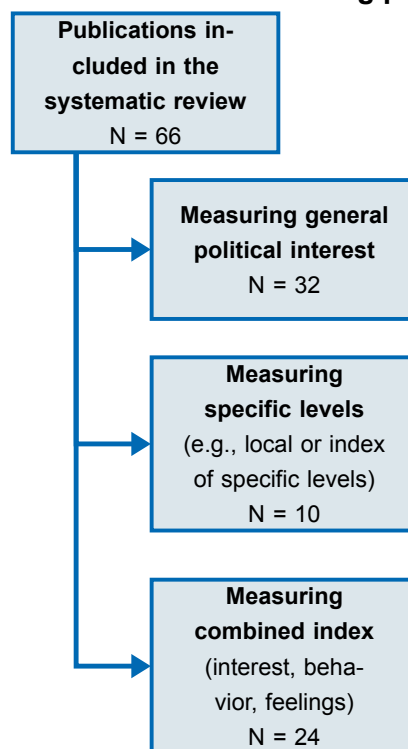 Publications in-
cluded in the
systematic review
N = 66
Measuring general
political interest
N = 32
Measuring
specific levels
(e.g., local or index
of specific levels)
N = 10
Measuring
combined index
(interest, beha-
vior, feelings)
N = 24